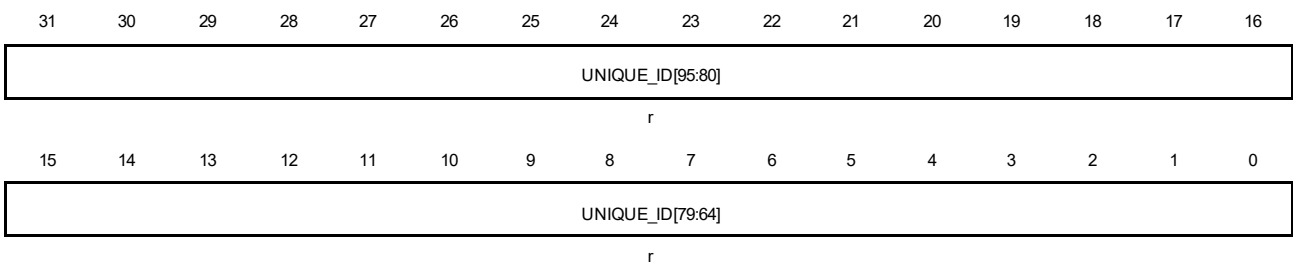 31 30 29 28 27 26 25 24 23 22 21 20 19 18 17 16
UNIQUE_ID[95:80]
r
15 14 13 12 11 10 9 8 7 6 5 4 3 2 1 0
UNIQUE_ID[79:64]
r